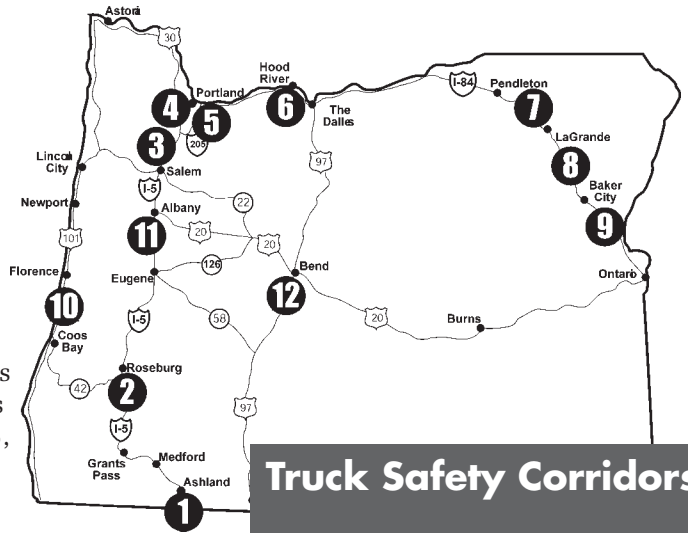 Astoria
30
Hood
River
Portland
I-84
Pendleton
4
5
6
7
The
Dalles
3
205
LaGrande
97
8
Lincoln
City
Salem
I-5
Baker
City
22
Newport
Albany
9
11
20
101
20
126
Bend
Florence
Eugene
Ontario
12
10
I-5
58
20
Burns
Coos
Bay
Roseburg
s
42
2
s
97
I-5
,
Grants
Pass
Medford
Truck Safety Corridors
Ashland
1